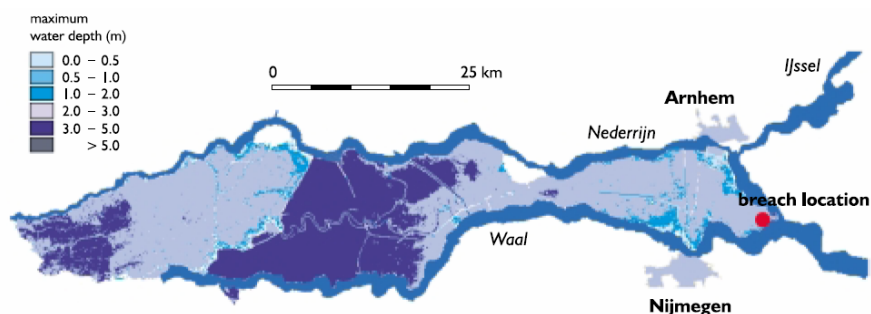 maximum
water depth (m)
0.0 – 0.5
0.5 – 1.0
1.0 – 2.0
2.0 – 3.0
3.0 – 5.0
> 5.0
0 25 km
IJssel
Arnhem
Nederrijn
breach location
Waal
Nijmegen